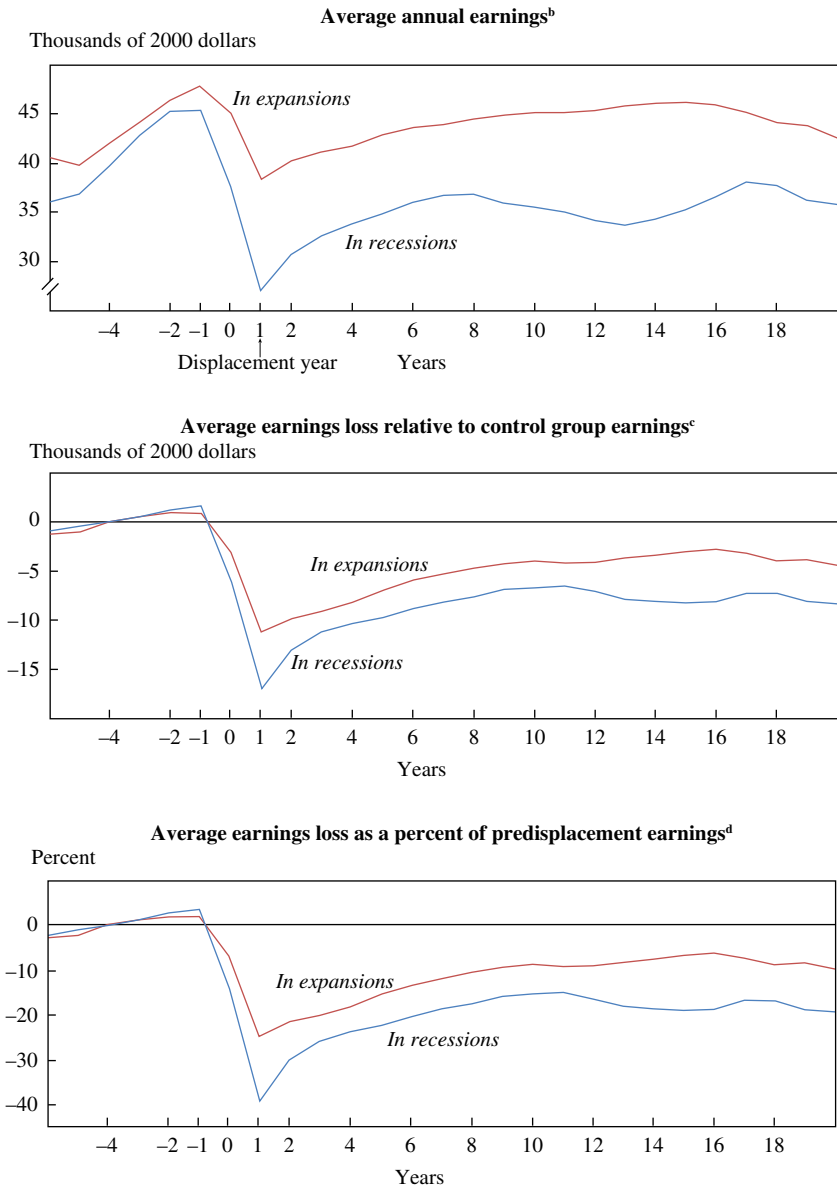 Average annual earningsᵇ
Thousands of 2000 dollars
In expansions
45
40
35
In recessions
30
–4 –2 –1 0 1 2 4 6 8 10 12 14 16 18
Displacement year Years
Average earnings loss relative to control group earningsᶜ
Thousands of 2000 dollars
0
In expansions
–5
–10
In recessions
–15
–4 –2 –1 0 1 2 4 6 8 10 12 14 16 18
Years
Average earnings loss as a percent of predisplacement earningsᵈ
Percent
0
–10
In expansions
–20
In recessions
–30
–40
–4 –2 –1 0 1 2 4 6 8 10 12 14 16 18
Years